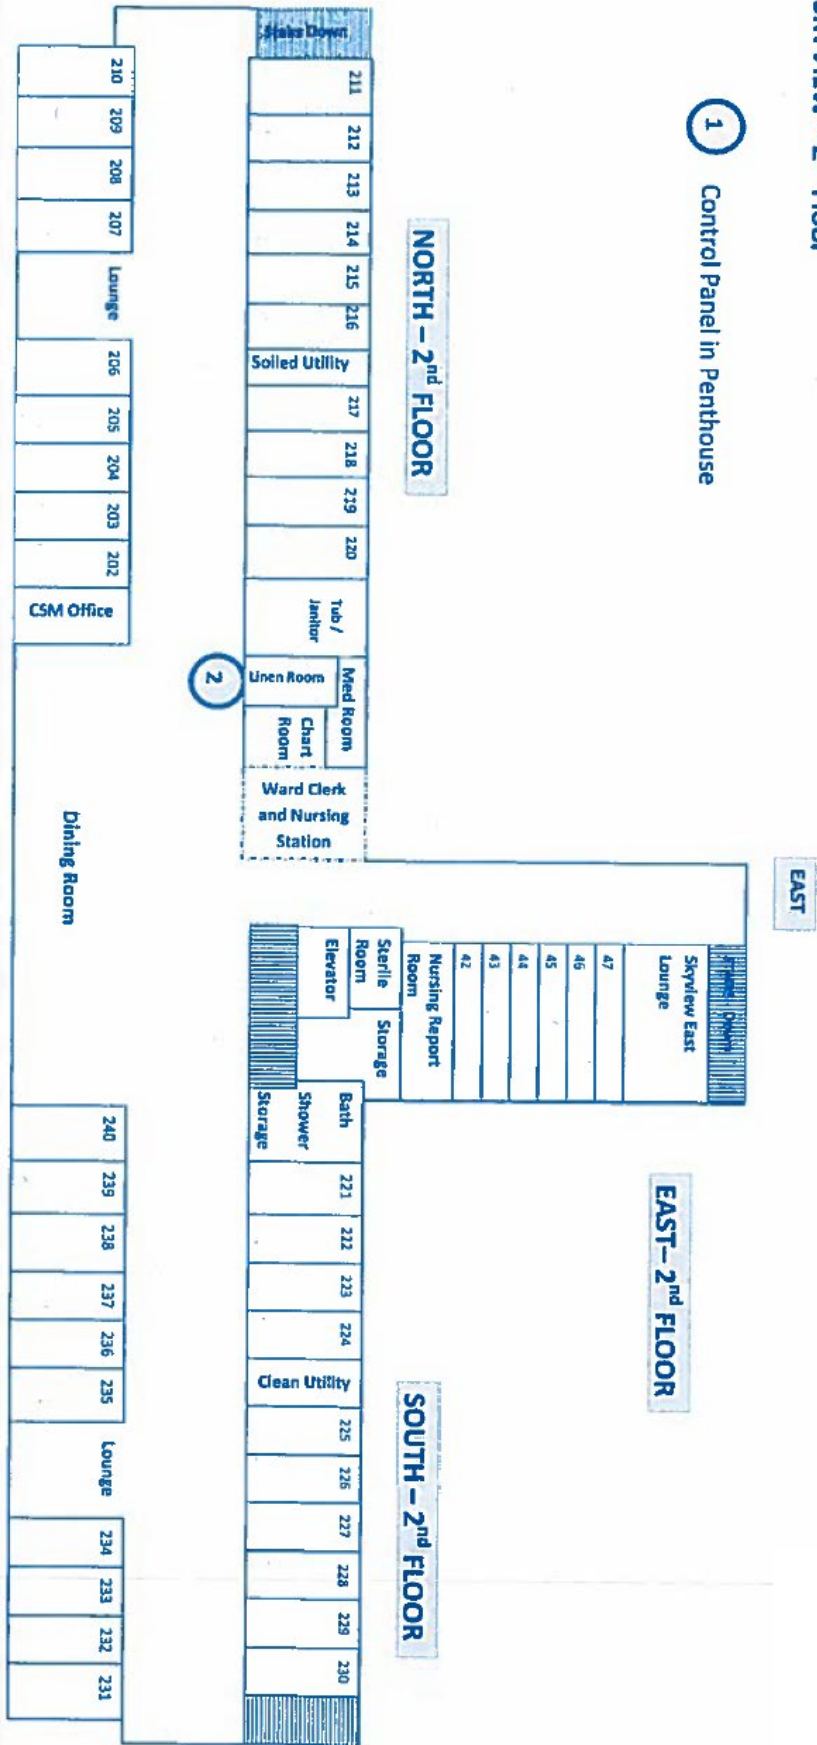 1
Control Panel in Penthouse
EAST
NORTH – 2nd FLOOR
EAST– 2nd FLOOR
SOUTH – 2nd FLOOR
Stairs Down
211
212
213
214
215
216
Soiled Utility
217
218
219
220
Tub /
Janitor
Linen Room
Med Room
Chart
Room
Ward Clerk
and Nursing
Station
2
210
209
208
207
Lounge
206
205
204
203
202
CSM Office
Dining Room
Skyview East
Lounge
47
46
45
44
43
42
Nursing Report
Room
Sterile
Room
Storage
Elevator
Bath
Shower
Storage
221
222
223
224
Clean Utility
225
226
227
228
229
230
240
239
238
237
236
235
Lounge
234
233
232
231